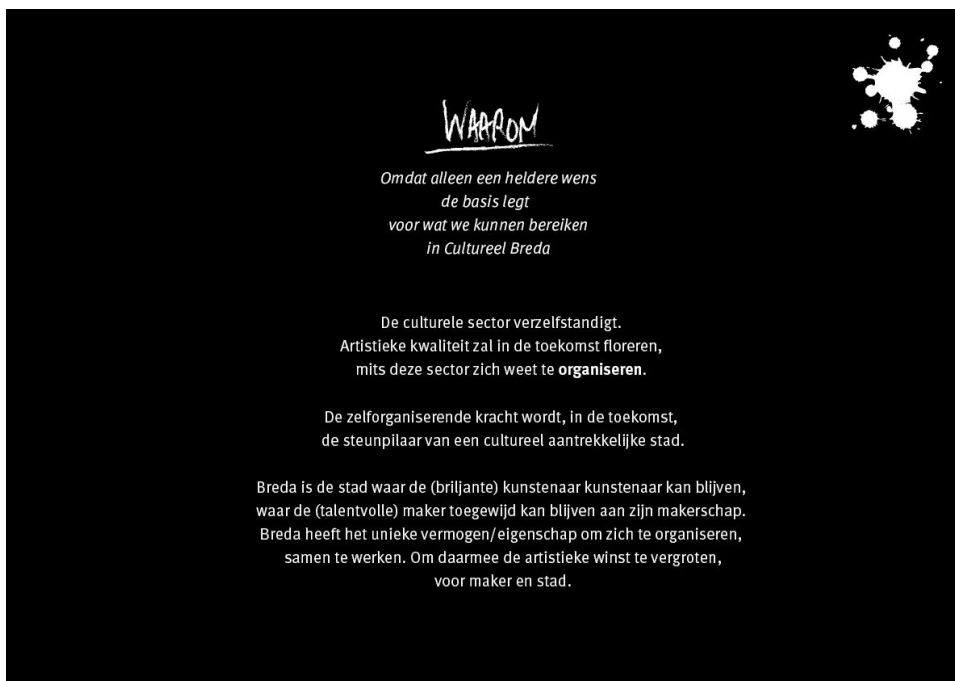 WAAROM
Omdat alleen een heldere wens
de basis legt
voor wat we kunnen bereiken
in Cultureel Breda
De culturele sector verzelfstandigt.
Artistieke kwaliteit zal in de toekomst floreren,
mits deze sector zich weet te organiseren.
De zelforganiserende kracht wordt, in de toekomst,
de steunpilaar van een cultureel aantrekkelijke stad.
Breda is de stad waar de (briljante) kunstenaar kunstenaar kan blijven,
waar de (talentvolle) maker toegewijd kan blijven aan zijn makerschap.
Breda heeft het unieke vermogen/eigenschap om zich te organiseren,
samen te werken. Om daarmee de artistieke winst te vergroten,
voor maker en stad.